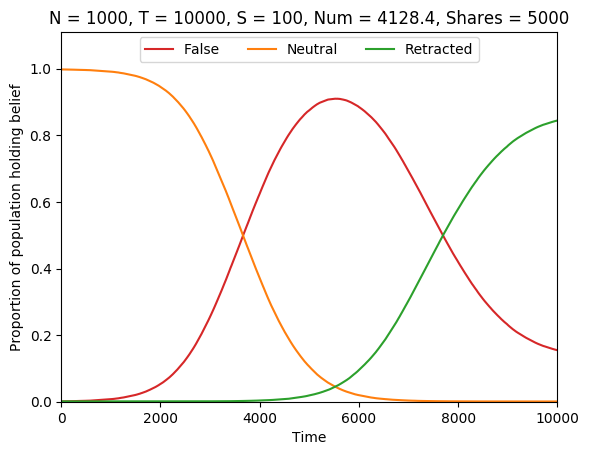 N = 1000, T = 10000, S = 100, Num = 4128.4, Shares = 5000
False Neutral Retracted
Proportion of population holding belief
1.0
0.8
0.6
0.4
0.2
0.0
0 2000 4000 6000 8000 10000
Time